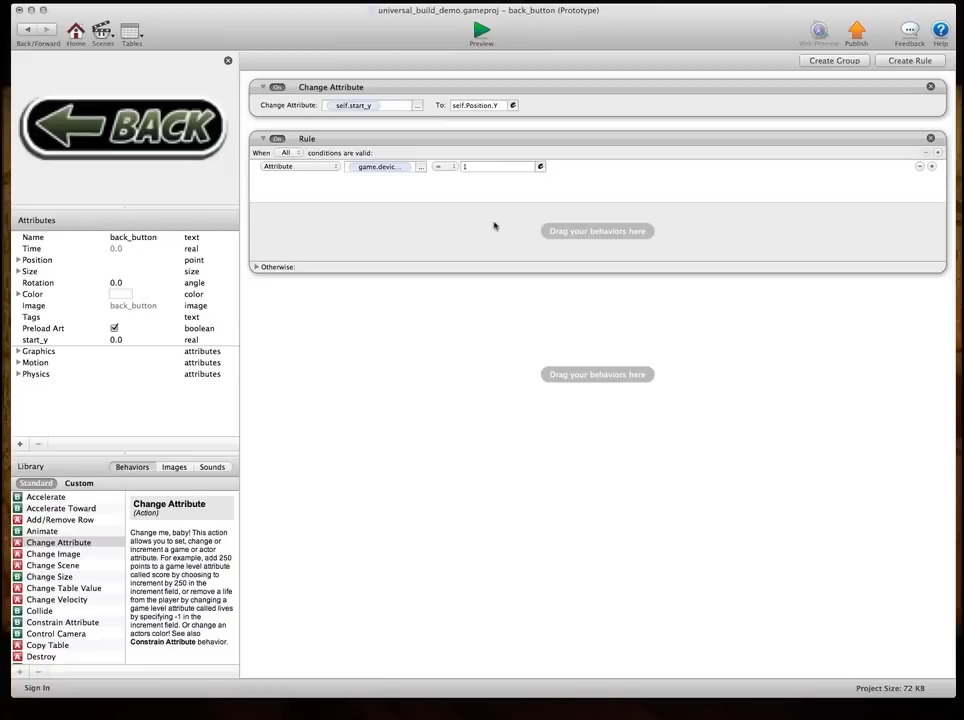 universal_build_demo.gameproj – back_button (Prototype)
Back/Forward Home Scenes Tables Preview Web Preview Publish Feedback Help
Create Group Create Rule
BACK
On Change Attribute
Change Attribute: self.start_y ... To: self.Position.Y e
On Rule
When All conditions are valid:
Attribute game.devic... ... = 1 e
Drag your behaviors here
Otherwise:
Drag your behaviors here
Attributes
Name back_button text
Time 0.0 real
Position point
Size size
Rotation 0.0 angle
Color color
Image back_button image
Tags text
Preload Art boolean
start_y 0.0 real
Graphics attributes
Motion attributes
Physics attributes
Library Behaviors Images Sounds
Standard Custom
B Accelerate
B Accelerate Toward
A Add/Remove Row
B Animate
A Change Attribute
A Change Image
A Change Scene
B Change Size
A Change Table Value
A Change Velocity
B Collide
B Constrain Attribute
A Control Camera
A Copy Table
A Destroy
Change Attribute
(Action)
Change me, baby! This action
allows you to set, change or
increment a game or actor
attribute. For example, add 250
points to a game level attribute
called score by choosing to
increment by 250 in the
increment field, or remove a life
from the player by changing a
game level attribute called lives
by specifying -1 in the
increment field. Or change an
actors color! See also
Constrain Attribute behavior.
Sign In
Project Size: 72 KB